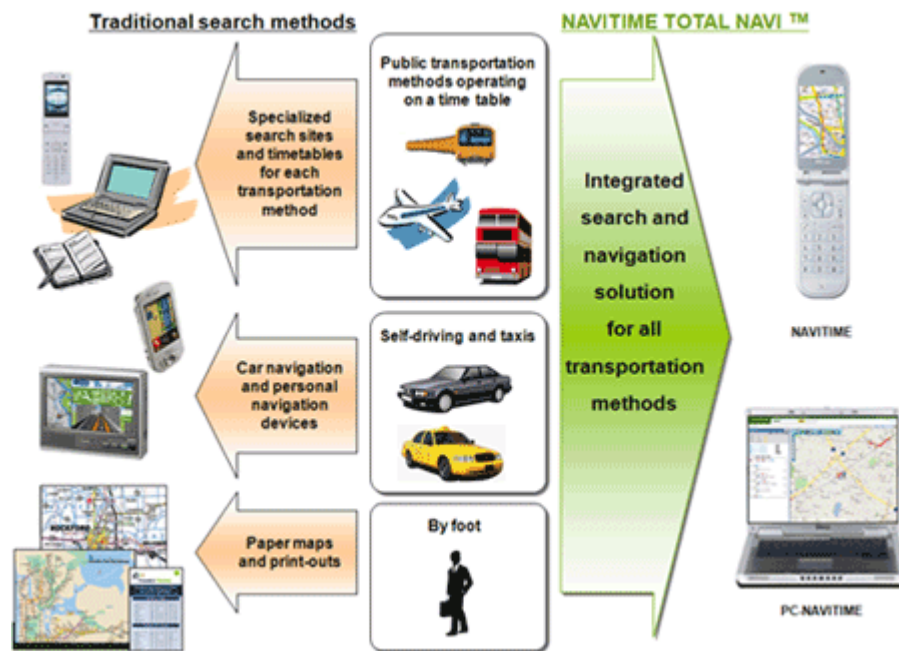 Traditional search methods
NAVITIME TOTAL NAVI ™
Public transportation
methods operating
on a time table
Specialized
search sites
and timetables
for each
transportation
method
Integrated
search and
navigation
solution
for all
transportation
methods
NAVITIME
Self-driving and taxis
Car navigation
and personal
navigation
devices
By foot
Paper maps
and print-outs
PC-NAVITIME